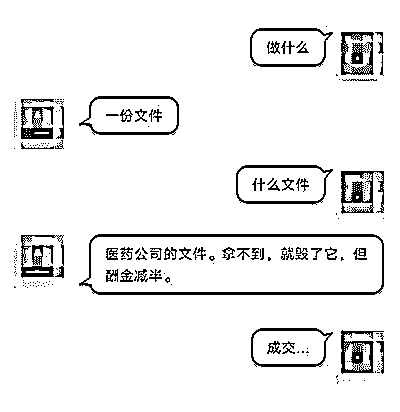 做什么
一份文件
什么文件
医药公司的文件。拿不到，就毁了它，但
酬金减半。
成交...